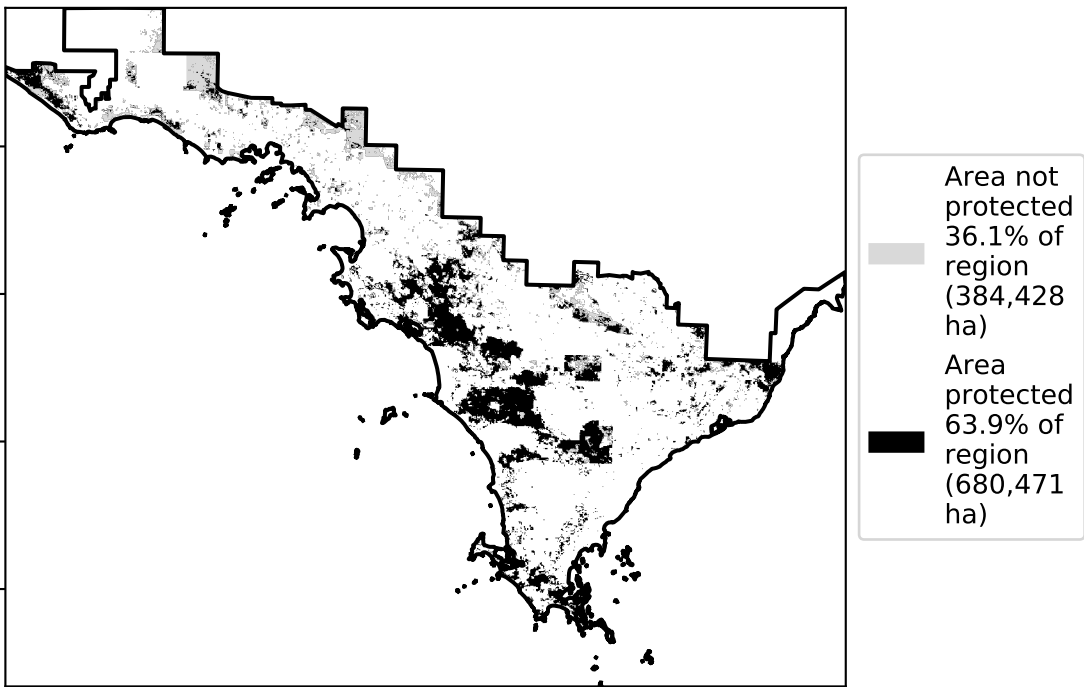 Area not
protected
36.1% of
region
(384,428
ha)
Area
protected
63.9% of
region
(680,471
ha)